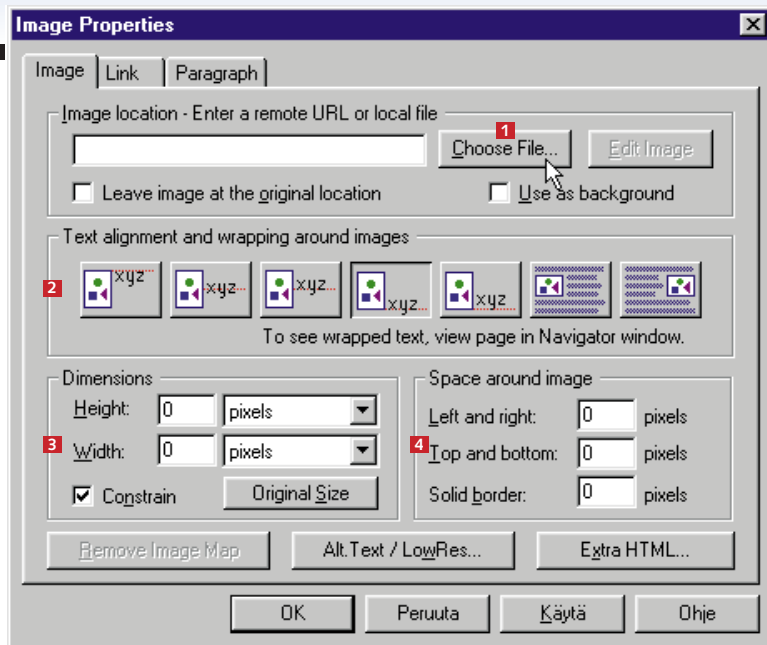 Image Properties
Image Link Paragraph
Image location - Enter a remote URL or local file
1
Choose File... Edit Image
Leave image at the original location Use as background
Text alignment and wrapping around images
2 xyz xyz xyz xyz xyz
To see wrapped text, view page in Navigator window.
Dimensions Space around image
Height: 0 pixels Left and right: 0 pixels
3 Width: 0 pixels 4 Top and bottom: 0 pixels
Constrain Original Size Solid border: 0 pixels
Remove Image Map Alt.Text / LowRes... Extra HTML...
OK Peruuta Käytä Ohje